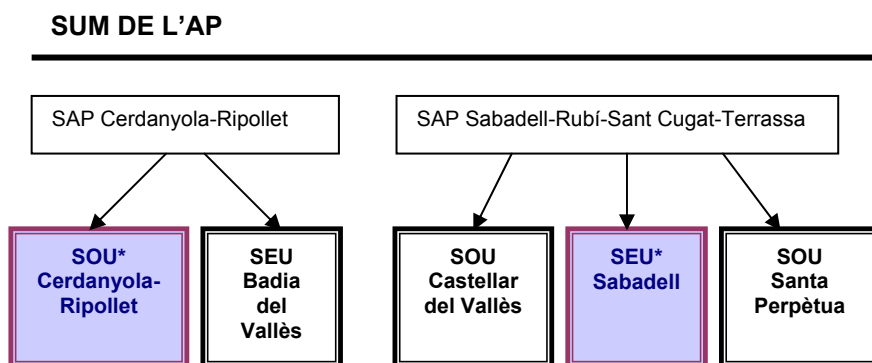 SUM DE L'AP
SAP Cerdanyola-Ripollet
SAP Sabadell-Rubí-Sant Cugat-Terrassa
SOU*
Cerdanyola-
Ripollet
SEU
Badia
del
Vallès
SOU
Castellar
del Vallès
SEU*
Sabadell
SOU
Santa
Perpètua